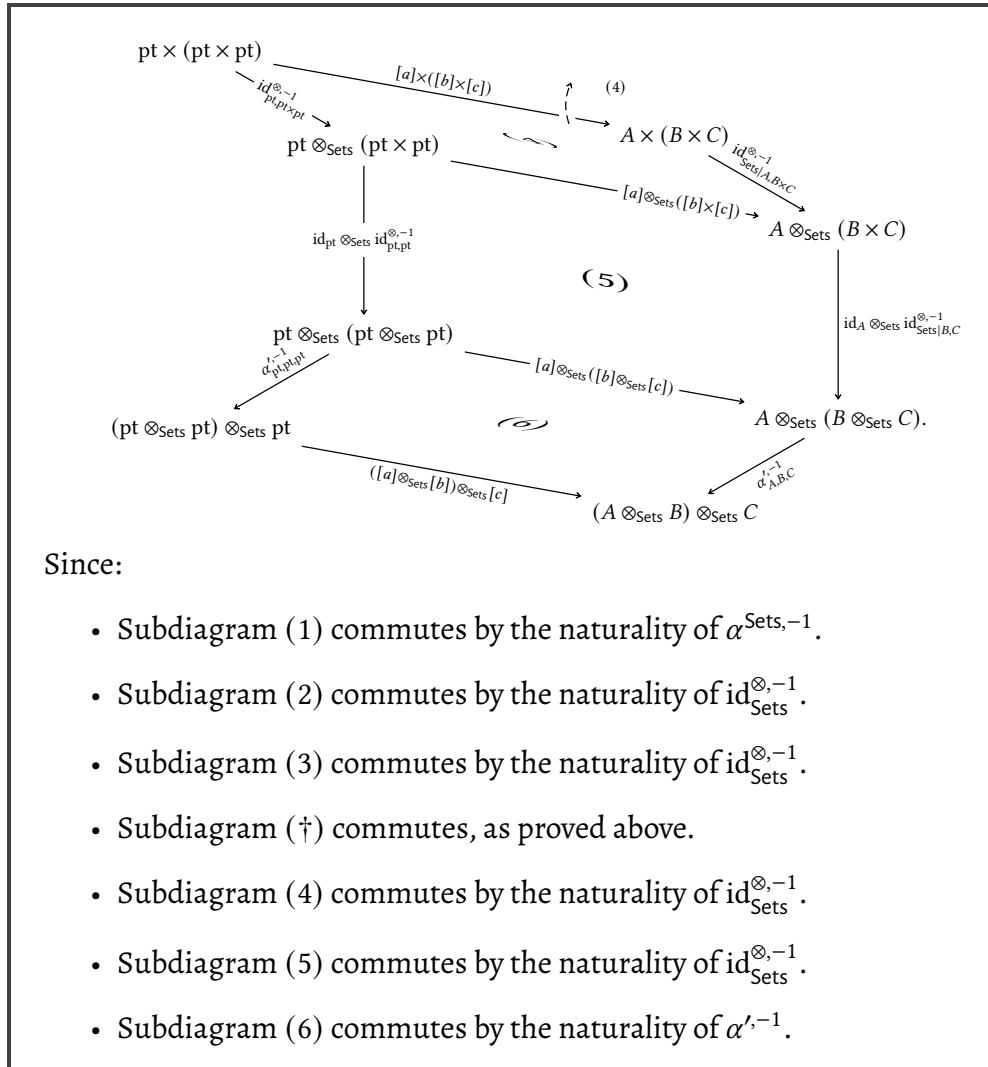 pt × (pt × pt)
[a]×([b]×[c])
(4)
id^{⊗,−1}_{pt,pt×pt}
A × (B × C)
pt ⊗_Sets (pt × pt)
id^{⊗,−1}_{Sets|A,B×C}
[a]⊗_Sets([b]×[c])
A ⊗_Sets (B × C)
id_pt ⊗_Sets id^{⊗,−1}_{pt,pt}
(5)
id_A ⊗_Sets id^{⊗,−1}_{Sets|B,C}
pt ⊗_Sets (pt ⊗_Sets pt)
α^{′,−1}_{pt,pt,pt}
[a]⊗_Sets([b]⊗_Sets[c])
(pt ⊗_Sets pt) ⊗_Sets pt
(6)
A ⊗_Sets (B ⊗_Sets C).
([a]⊗_Sets[b])⊗_Sets[c]
α^{′,−1}_{A,B,C}
(A ⊗_Sets B) ⊗_Sets C
Since:
• Subdiagram (1) commutes by the naturality of α^{Sets,−1}.
• Subdiagram (2) commutes by the naturality of id^{⊗,−1}_{Sets}.
• Subdiagram (3) commutes by the naturality of id^{⊗,−1}_{Sets}.
• Subdiagram (†) commutes, as proved above.
• Subdiagram (4) commutes by the naturality of id^{⊗,−1}_{Sets}.
• Subdiagram (5) commutes by the naturality of id^{⊗,−1}_{Sets}.
• Subdiagram (6) commutes by the naturality of α^{′,−1}.